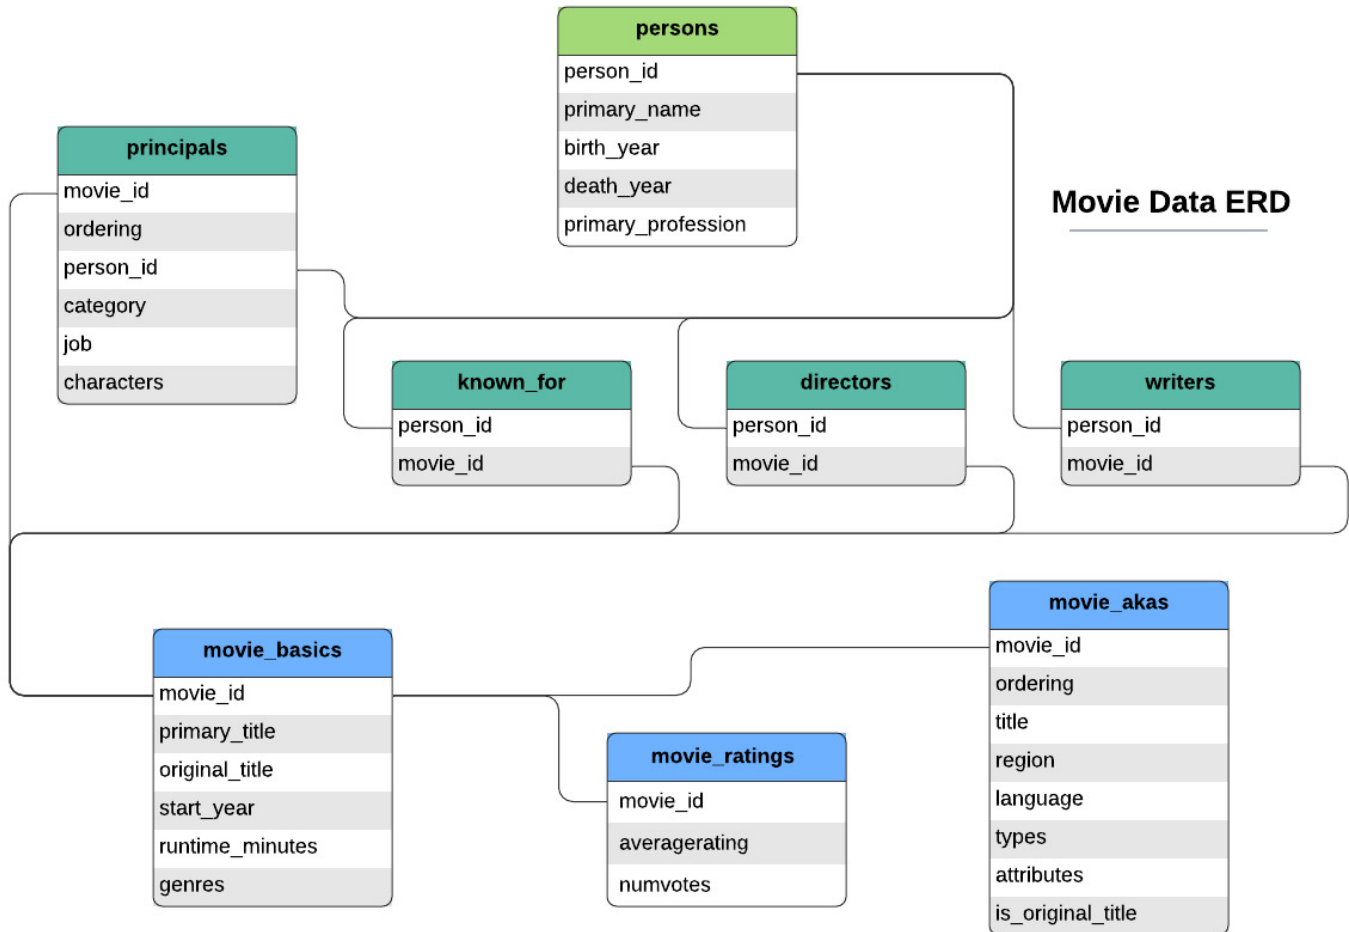 persons
person_id
primary_name
birth_year
death_year
primary_profession
principals
movie_id
ordering
person_id
category
job
characters
Movie Data ERD
known_for
person_id
movie_id
directors
person_id
movie_id
writers
person_id
movie_id
movie_basics
movie_id
primary_title
original_title
start_year
runtime_minutes
genres
movie_ratings
movie_id
averagerating
numvotes
movie_akas
movie_id
ordering
title
region
language
types
attributes
is_original_title